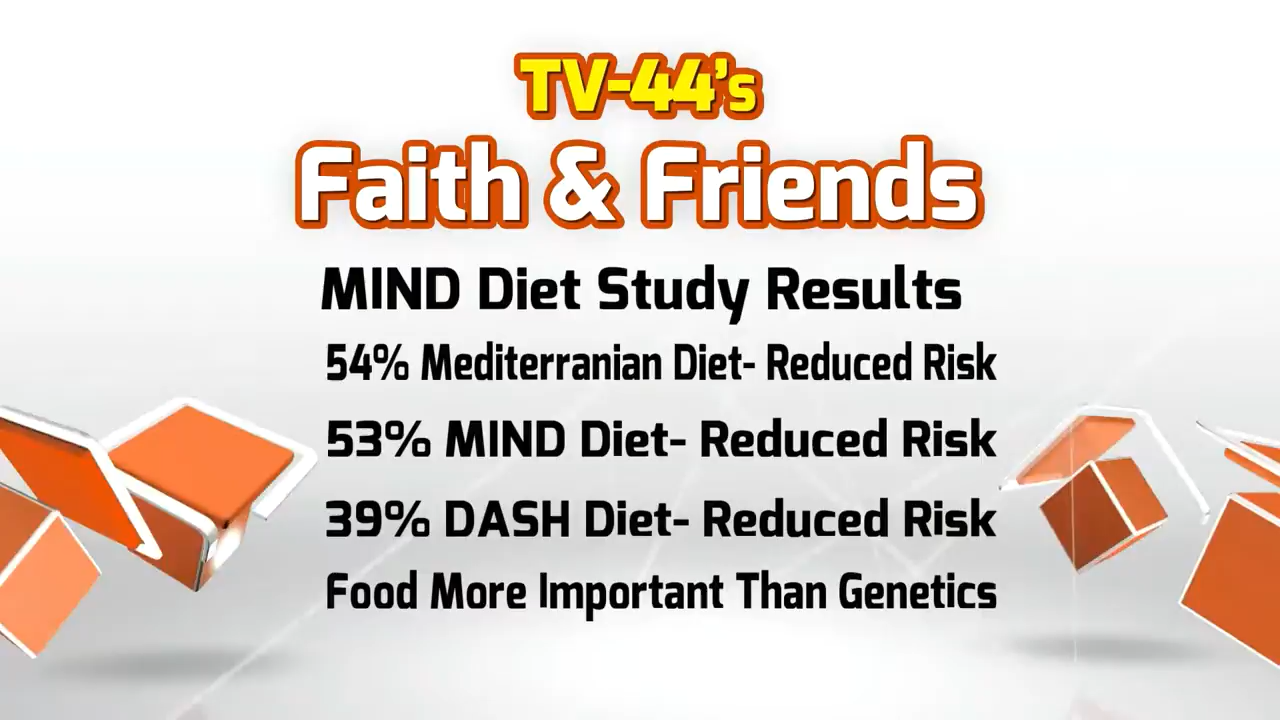 TV-44's
Faith & Friends
MIND Diet Study Results
54% Mediterranian Diet- Reduced Risk
53% MIND Diet- Reduced Risk
39% DASH Diet- Reduced Risk
Food More Important Than Genetics